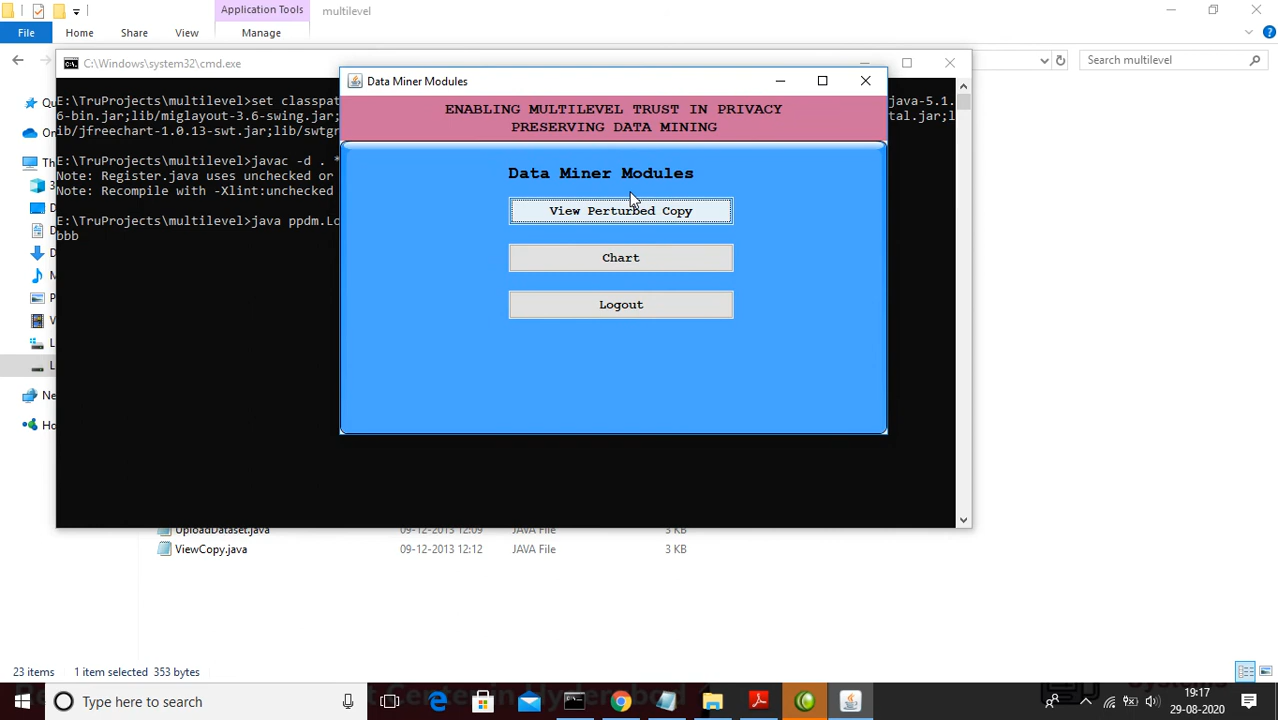 Application Tools
multilevel
File
Home
Share
View
Manage
Search multilevel
C:\Windows\system32\cmd.exe
Data Miner Modules
ENABLING MULTILEVEL TRUST IN PRIVACY
PRESERVING DATA MINING
Data Miner Modules
View Perturbed Copy
Chart
Logout
E:\TruProjects\multilevel>set classpat
java-5.1.
6-bin.jar;lib/miglayout-3.6-swing.jar;
tal.jar;l
ib/jfreechart-1.0.13-swt.jar;lib/swtgr
E:\TruProjects\multilevel>javac -d . *
Note: Register.java uses unchecked or
Note: Recompile with -Xlint:unchecked
E:\TruProjects\multilevel>java ppdm.Lo
bbb
UploadDataset.java
09-12-2013 12:09
JAVA File
3 KB
ViewCopy.java
09-12-2013 12:12
JAVA File
3 KB
23 items
1 item selected 353 bytes
Type here to search
19:17
29-08-2020